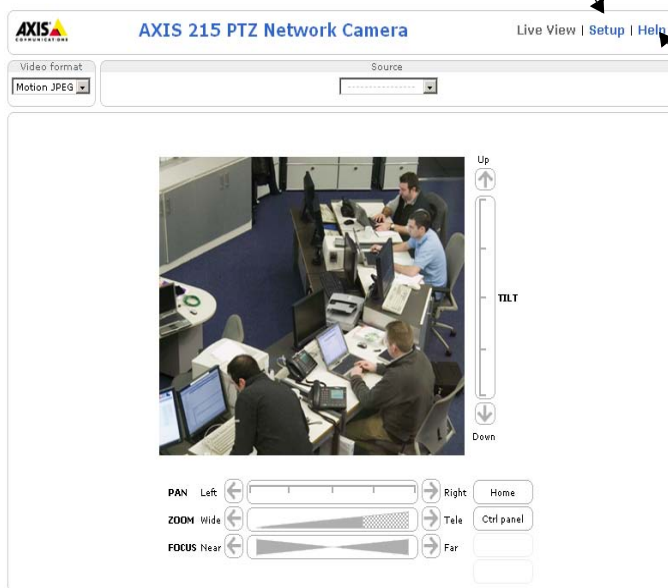 AXIS
COMMUNICATIONS
AXIS 215 PTZ Network Camera
Live View | Setup | Help
Video format
Source
Motion JPEG
Up
TILT
Down
PAN Left Right Home
ZOOM Wide Tele Ctrl panel
FOCUS Near Far